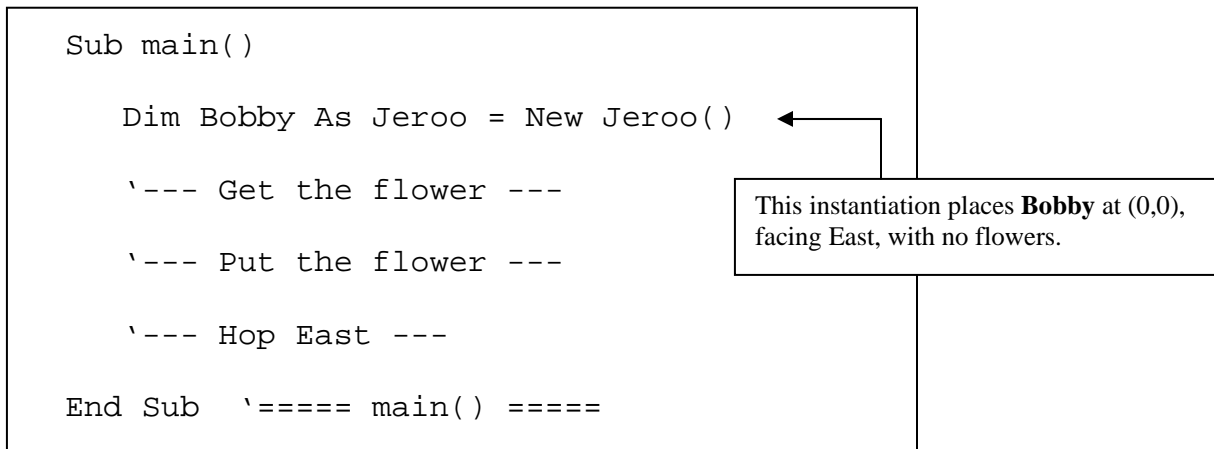 Sub main()
Dim Bobby As Jeroo = New Jeroo()
‘--- Get the flower ---
‘--- Put the flower ---
‘--- Hop East ---
End Sub ‘===== main() =====
This instantiation places Bobby at (0,0),
facing East, with no flowers.